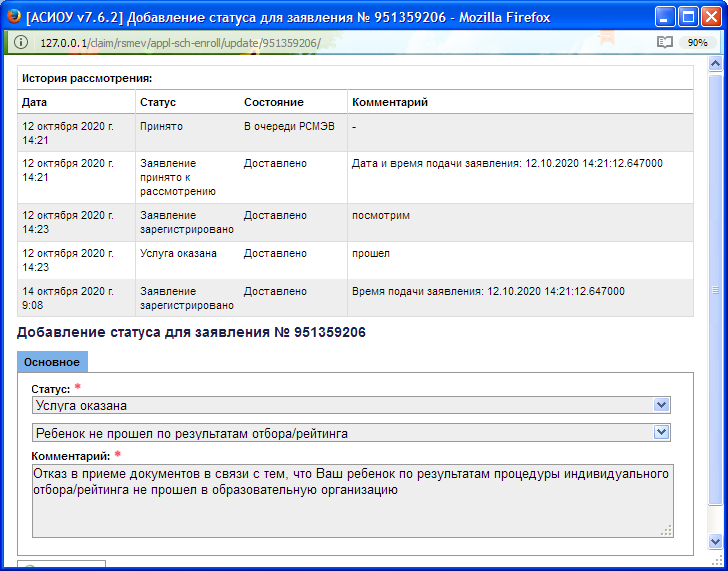 [АСИОУ v7.6.2] Добавление статуса для заявления № 951359206 - Mozilla Firefox
127.0.0.1/claim/rsmev/appl-sch-enroll/update/951359206/
90%
История рассмотрения:
Дата Статус Состояние Комментарий
12 октября 2020 г. Принято В очереди РСМЭВ -
14:21
12 октября 2020 г. Заявление Доставлено Дата и время подачи заявления: 12.10.2020 14:21:12.647000
14:21 принято к
рассмотрению
12 октября 2020 г. Заявление Доставлено посмотрим
14:23 зарегистрировано
12 октября 2020 г. Услуга оказана Доставлено прошел
14:23
14 октября 2020 г. Заявление Доставлено Время подачи заявления: 12.10.2020 14:21:12.647000
9:08 зарегистрировано
Добавление статуса для заявления № 951359206
Основное
Статус: *
Услуга оказана
Ребенок не прошел по результатам отбора/рейтинга
Комментарий: *
Отказ в приеме документов в связи с тем, что Ваш ребенок по результатам процедуры индивидуального
отбора/рейтинга не прошел в образовательную организацию